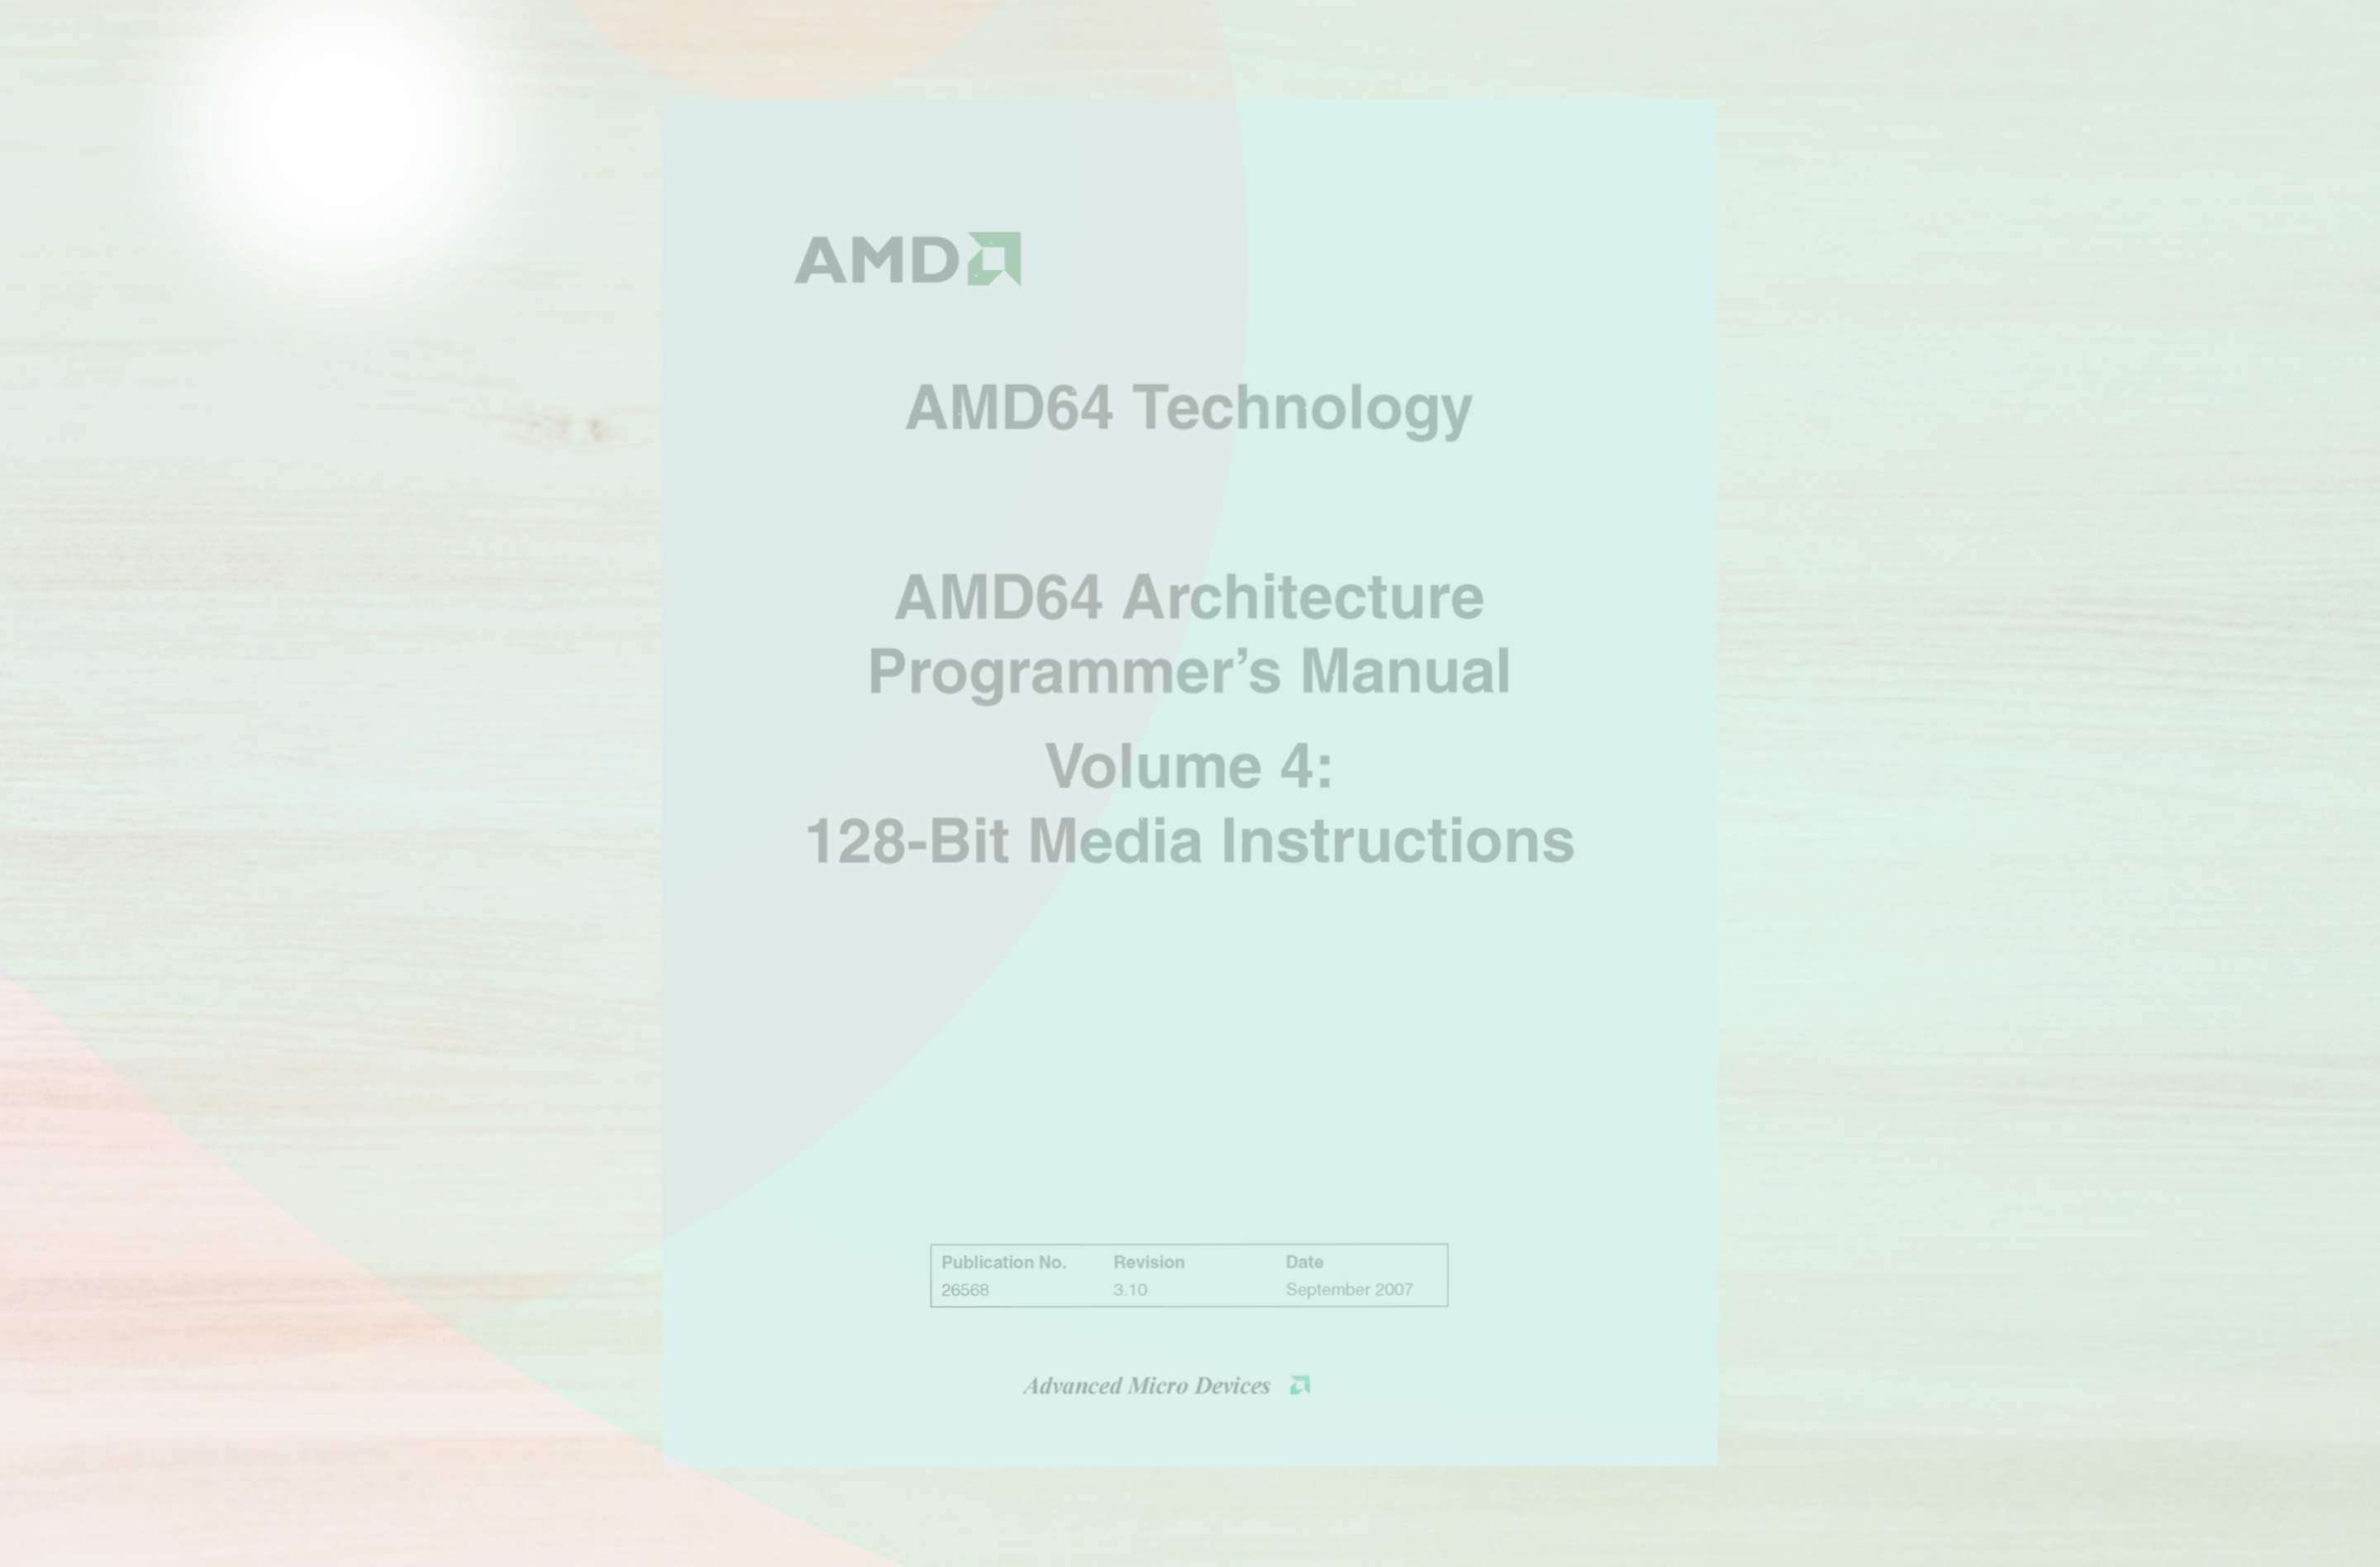 AMD
AMD64 Technology
AMD64 Architecture
Programmer’s Manual
Volume 4:
128-Bit Media Instructions
Publication No. Revision Date
26568 3.10 September 2007
Advanced Micro Devices